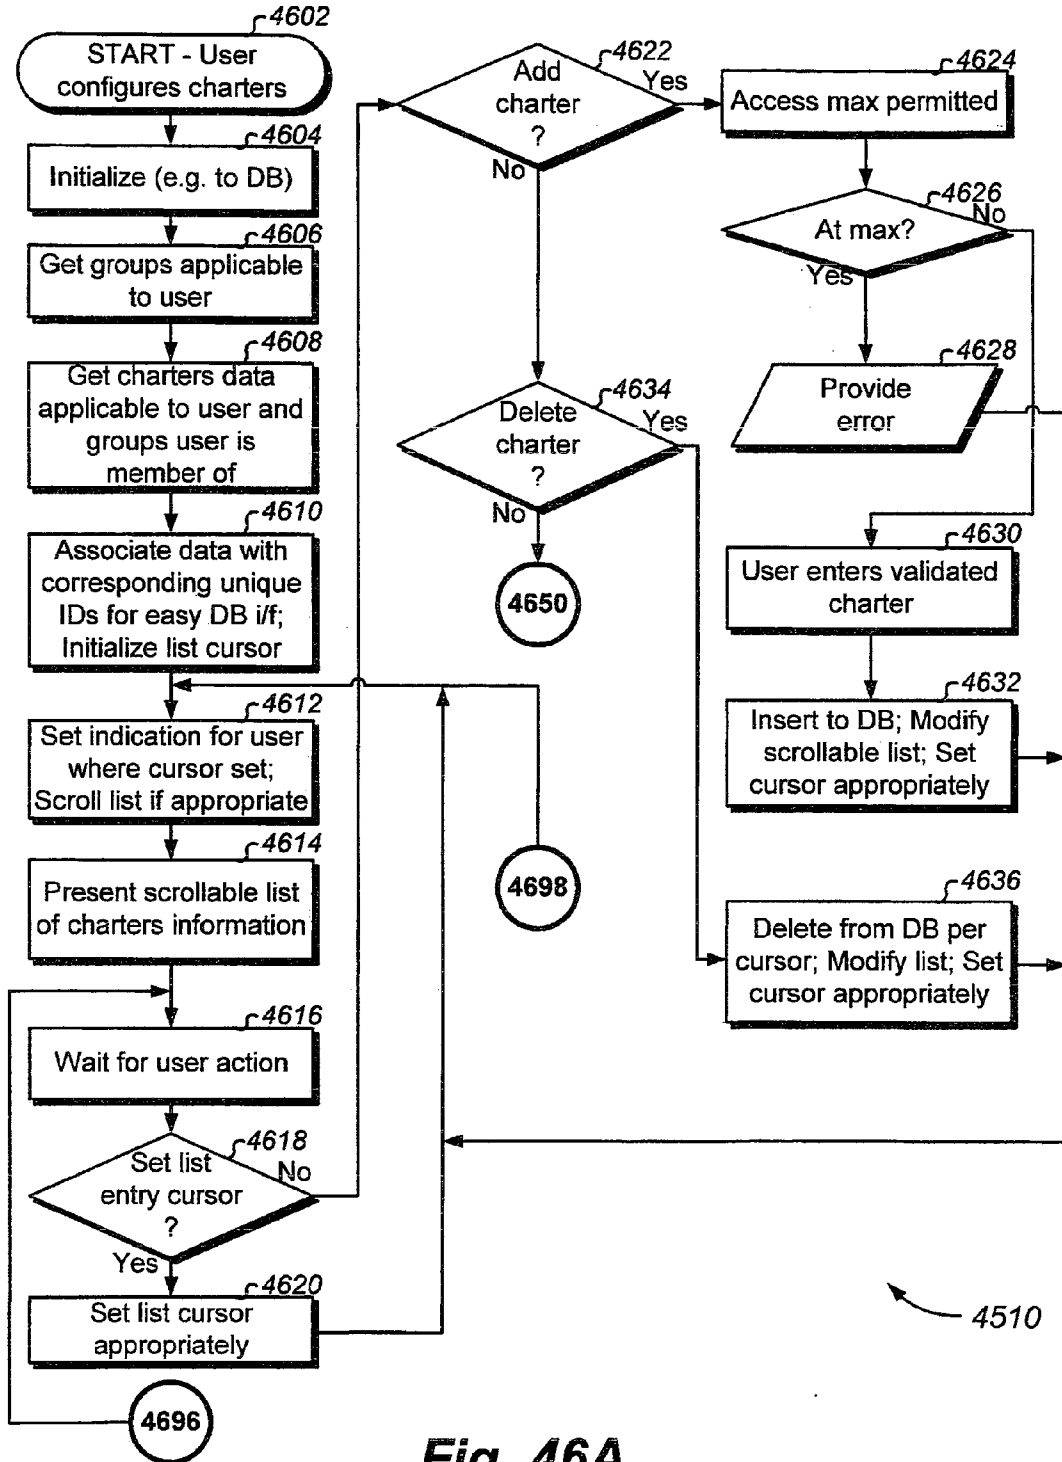 4602
START - User
configures charters
4604
Initialize (e.g. to DB)
4606
Get groups applicable
to user
4608
Get charters data
applicable to user and
groups user is
member of
4610
Associate data with
corresponding unique
IDs for easy DB i/f;
Initialize list cursor
4612
Set indication for user
where cursor set;
Scroll list if appropriate
4614
Present scrollable list
of charters information
4616
Wait for user action
4618
Set list
entry cursor
?
No
Yes
4620
Set list cursor
appropriately
4696
4622
Add
charter
?
Yes
No
4634
Delete
charter
?
Yes
No
4650
4698
4624
Access max permitted
4626
At max?
No
Yes
4628
Provide
error
4630
User enters validated
charter
4632
Insert to DB; Modify
scrollable list; Set
cursor appropriately
4636
Delete from DB per
cursor; Modify list; Set
cursor appropriately
4510
Fig. 46A